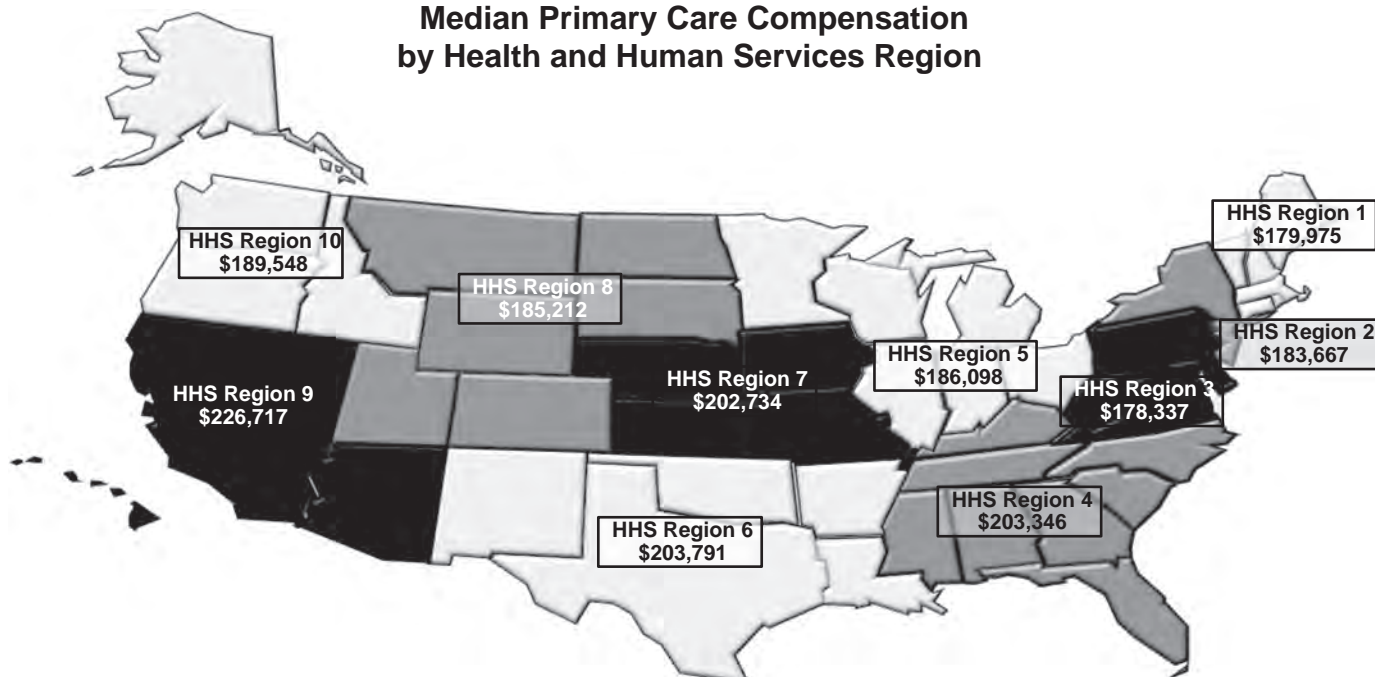 Median Primary Care Compensation
by Health and Human Services Region
HHS Region 1
$179,975
HHS Region 10
$189,548
HHS Region 8
$185,212
HHS Region 2
$183,667
HHS Region 5
$186,098
HHS Region 7
$202,734
HHS Region 3
$178,337
HHS Region 9
$226,717
HHS Region 4
$203,346
HHS Region 6
$203,791